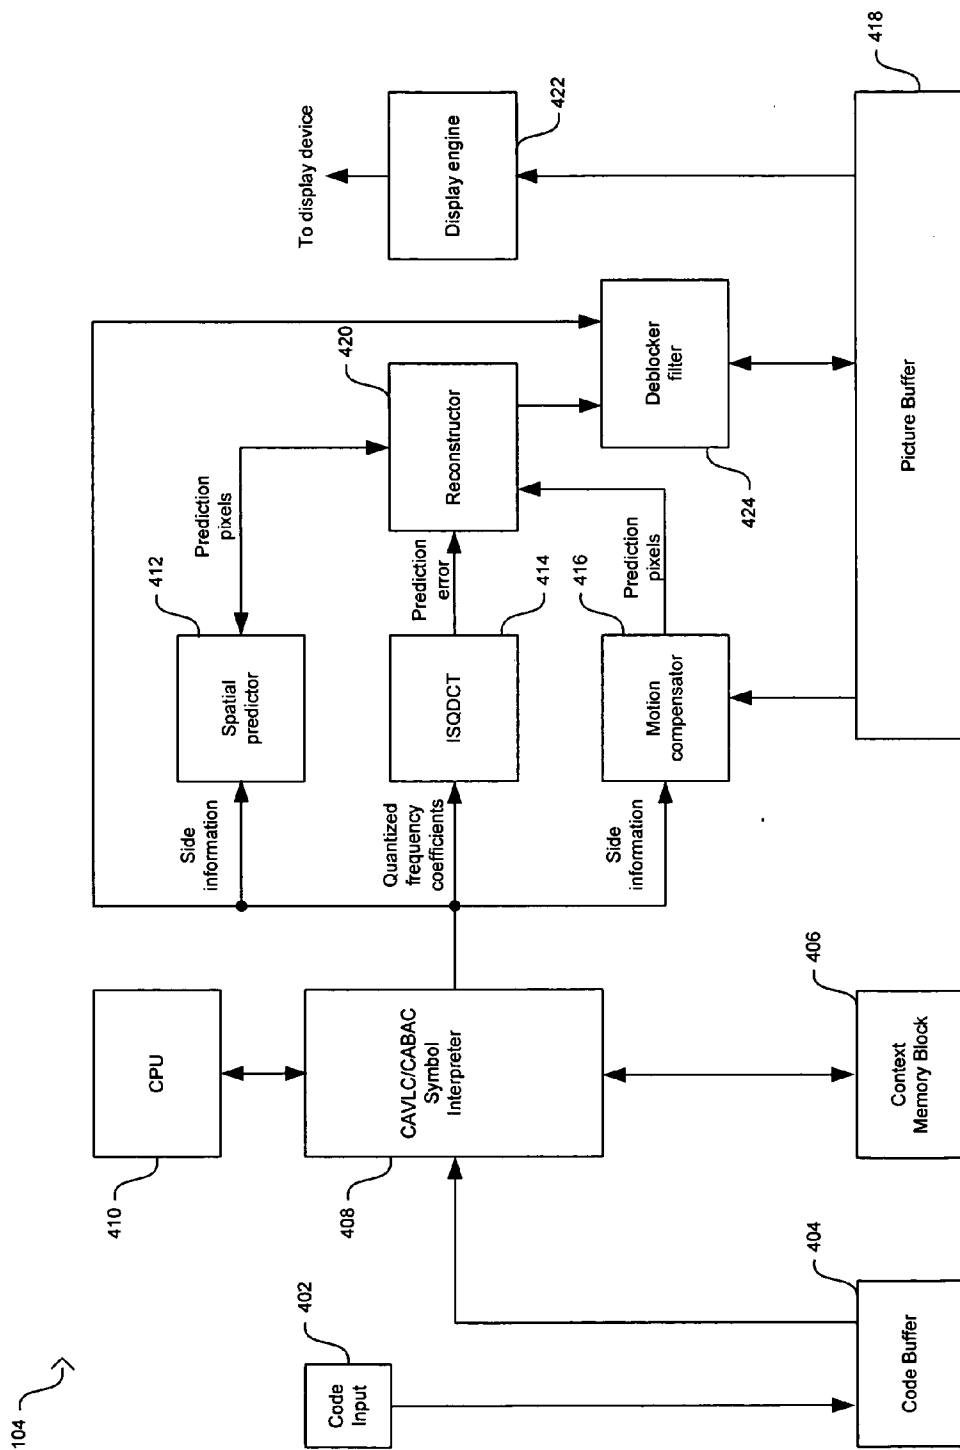 104
Code
Input
402
Code Buffer
404
CPU
410
CAVLC/CABAC
Symbol
Interpreter
408
Context
Memory Block
406
Side
information
Quantized
frequency
coefficients
Side
information
Spatial
predictor
412
ISQDCT
414
Motion
compensator
416
Prediction
pixels
Prediction
error
Prediction
pixels
Reconstructor
420
Deblocker
filter
424
To display device
Display engine
422
Picture Buffer
418